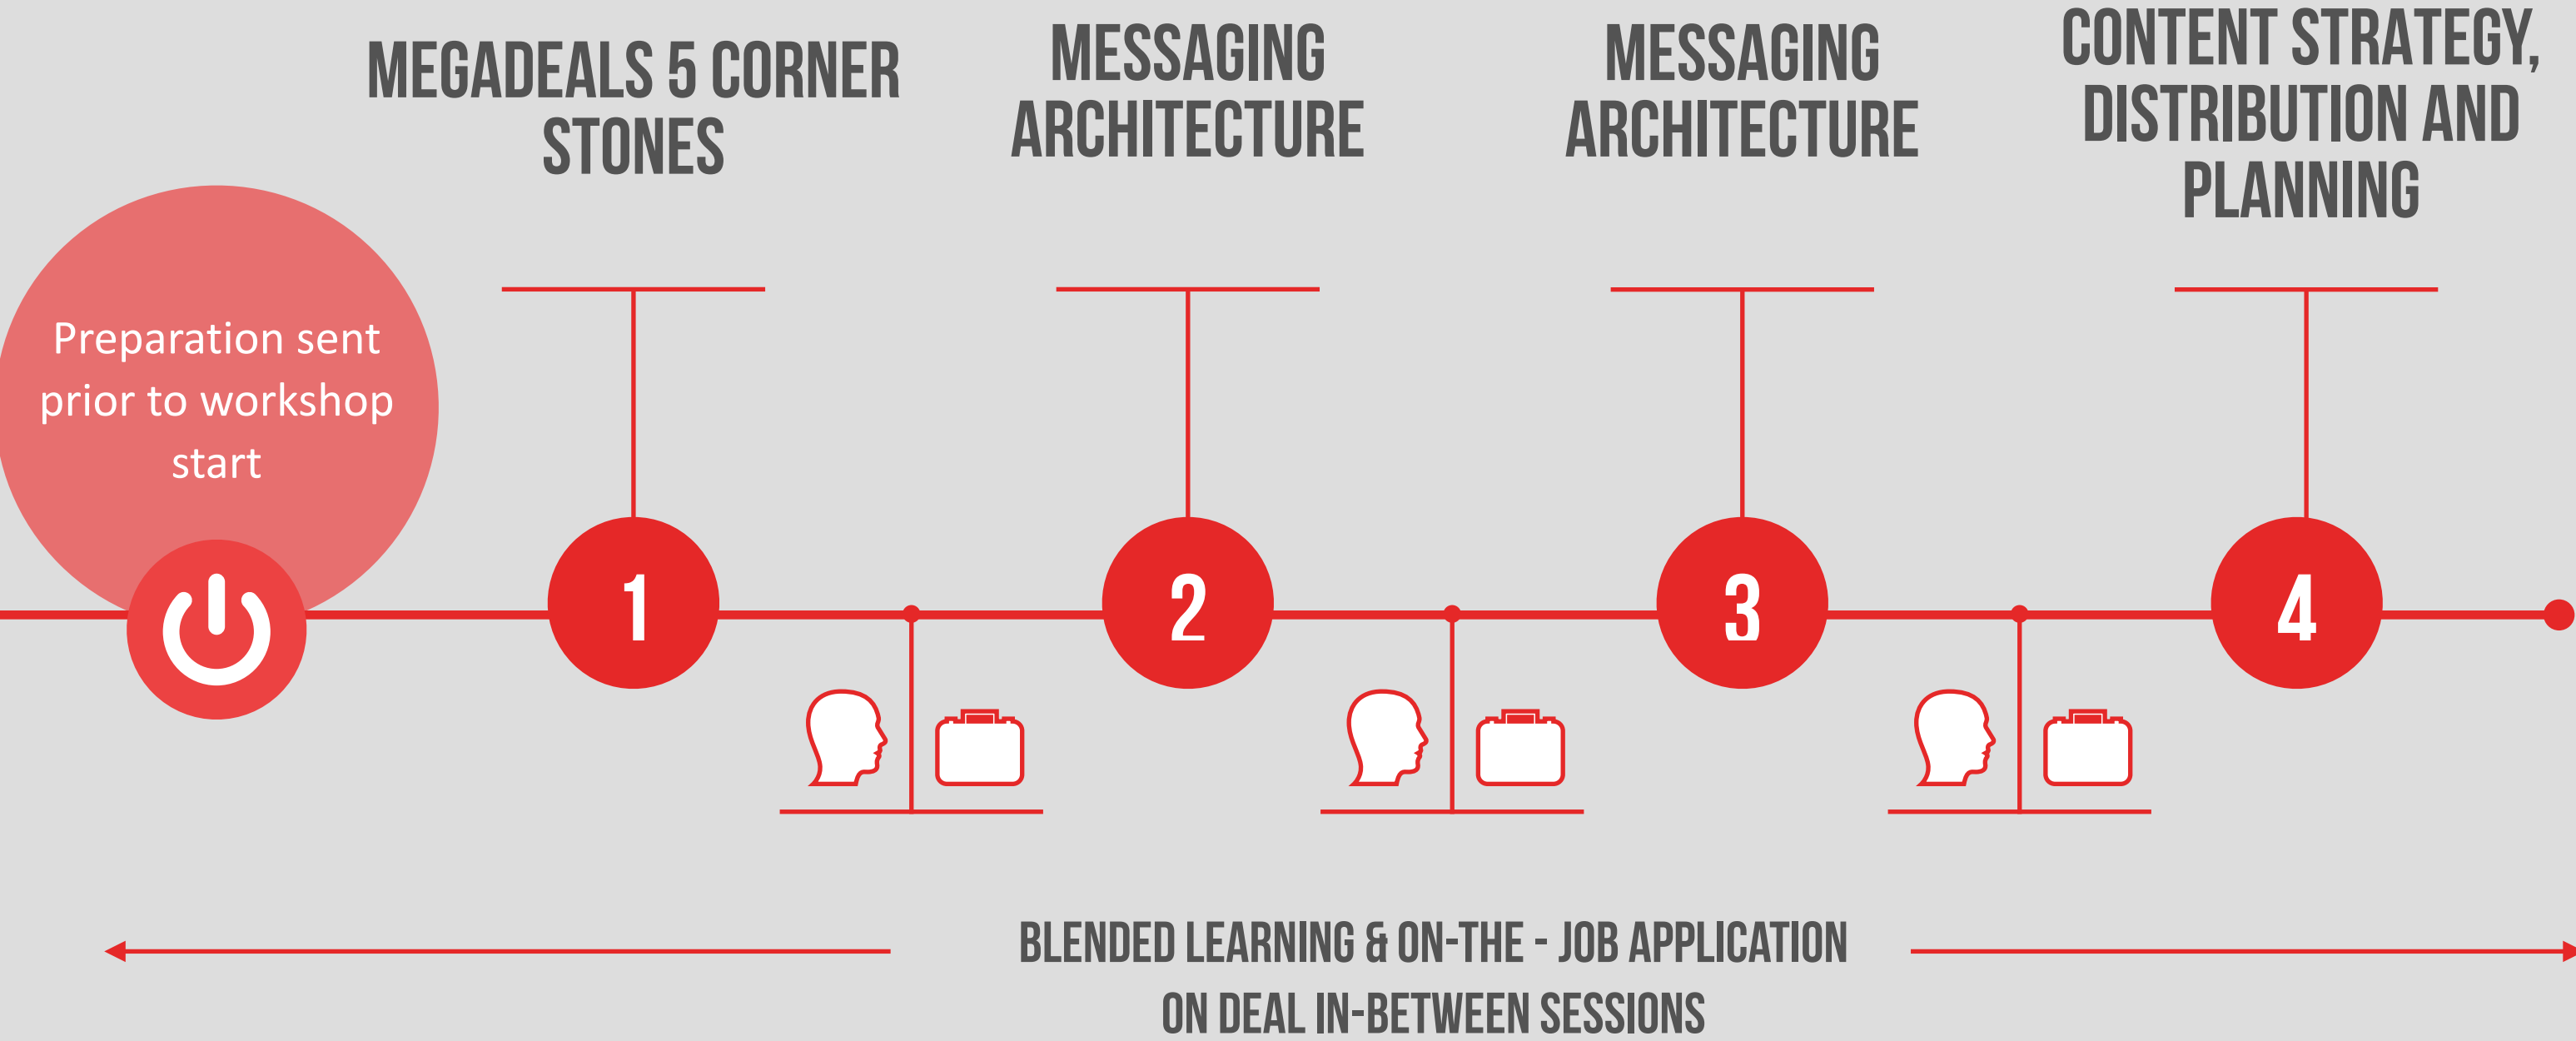 MEGADEALS 5 CORNER
STONES
MESSAGING
ARCHITECTURE
MESSAGING
ARCHITECTURE
CONTENT STRATEGY,
DISTRIBUTION AND
PLANNING
Preparation sent
prior to workshop
start
1
2
3
4
BLENDED LEARNING & ON-THE - JOB APPLICATION
ON DEAL IN-BETWEEN SESSIONS